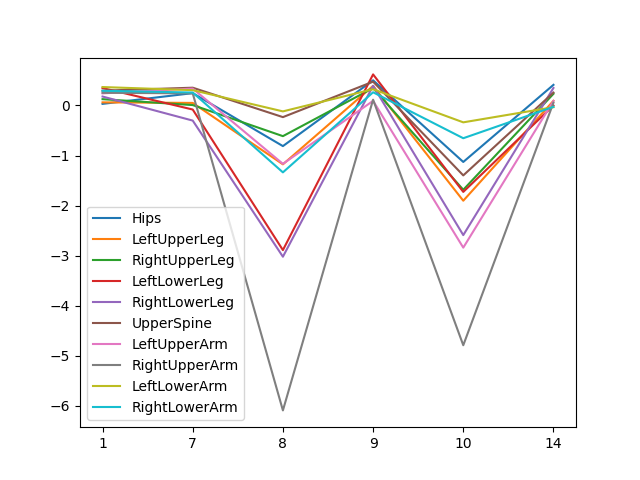 0
−1
−2
−3
−4
−5
−6
Hips
LeftUpperLeg
RightUpperLeg
LeftLowerLeg
RightLowerLeg
UpperSpine
LeftUpperArm
RightUpperArm
LeftLowerArm
RightLowerArm
1 7 8 9 10 14